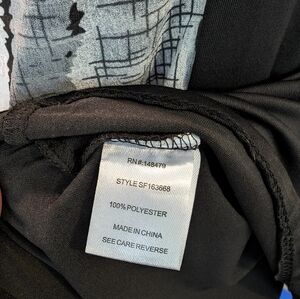 RN#:148479
STYLE SF163668
100%POLYESTER
MADE IN CHINA
SEE CARE REVERSE